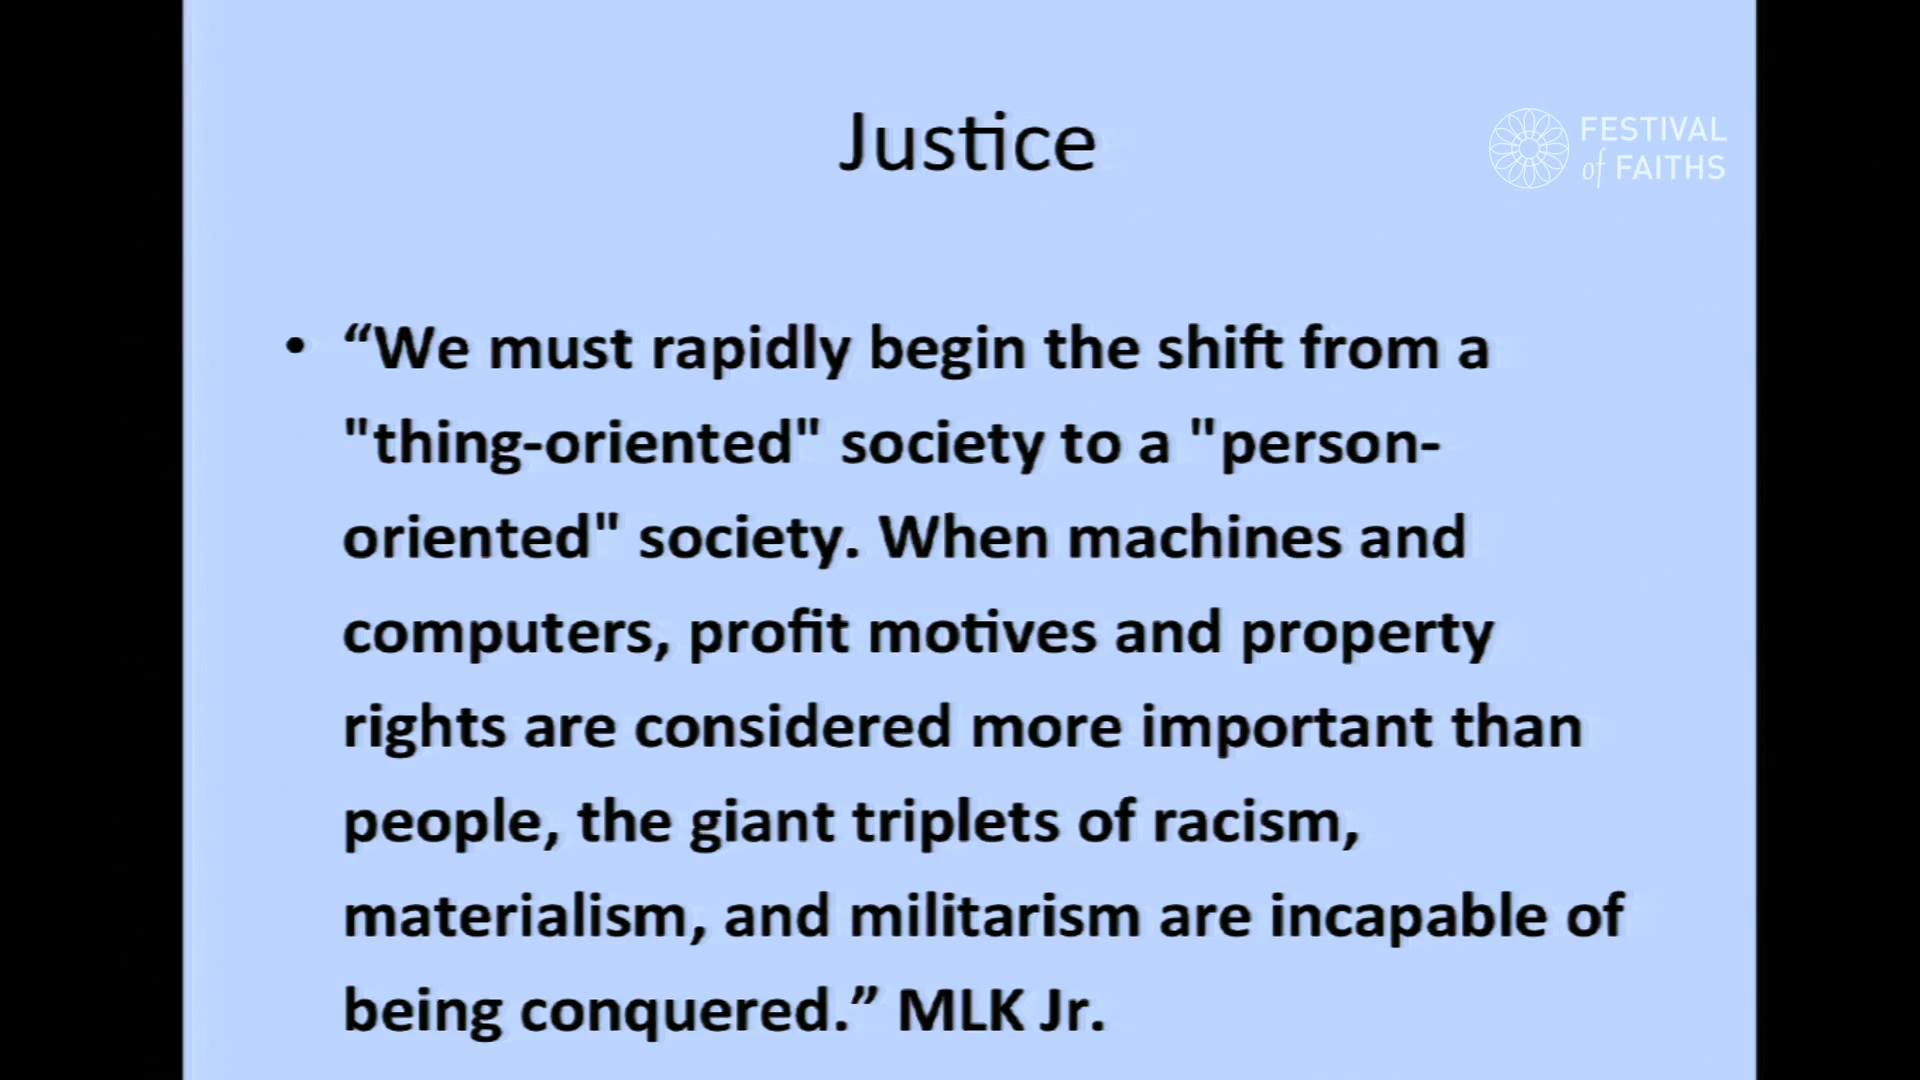 Justice
FESTIVAL
of FAITHS
• “We must rapidly begin the shift from a
"thing-oriented" society to a "person-
oriented" society. When machines and
computers, profit motives and property
rights are considered more important than
people, the giant triplets of racism,
materialism, and militarism are incapable of
being conquered.” MLK Jr.